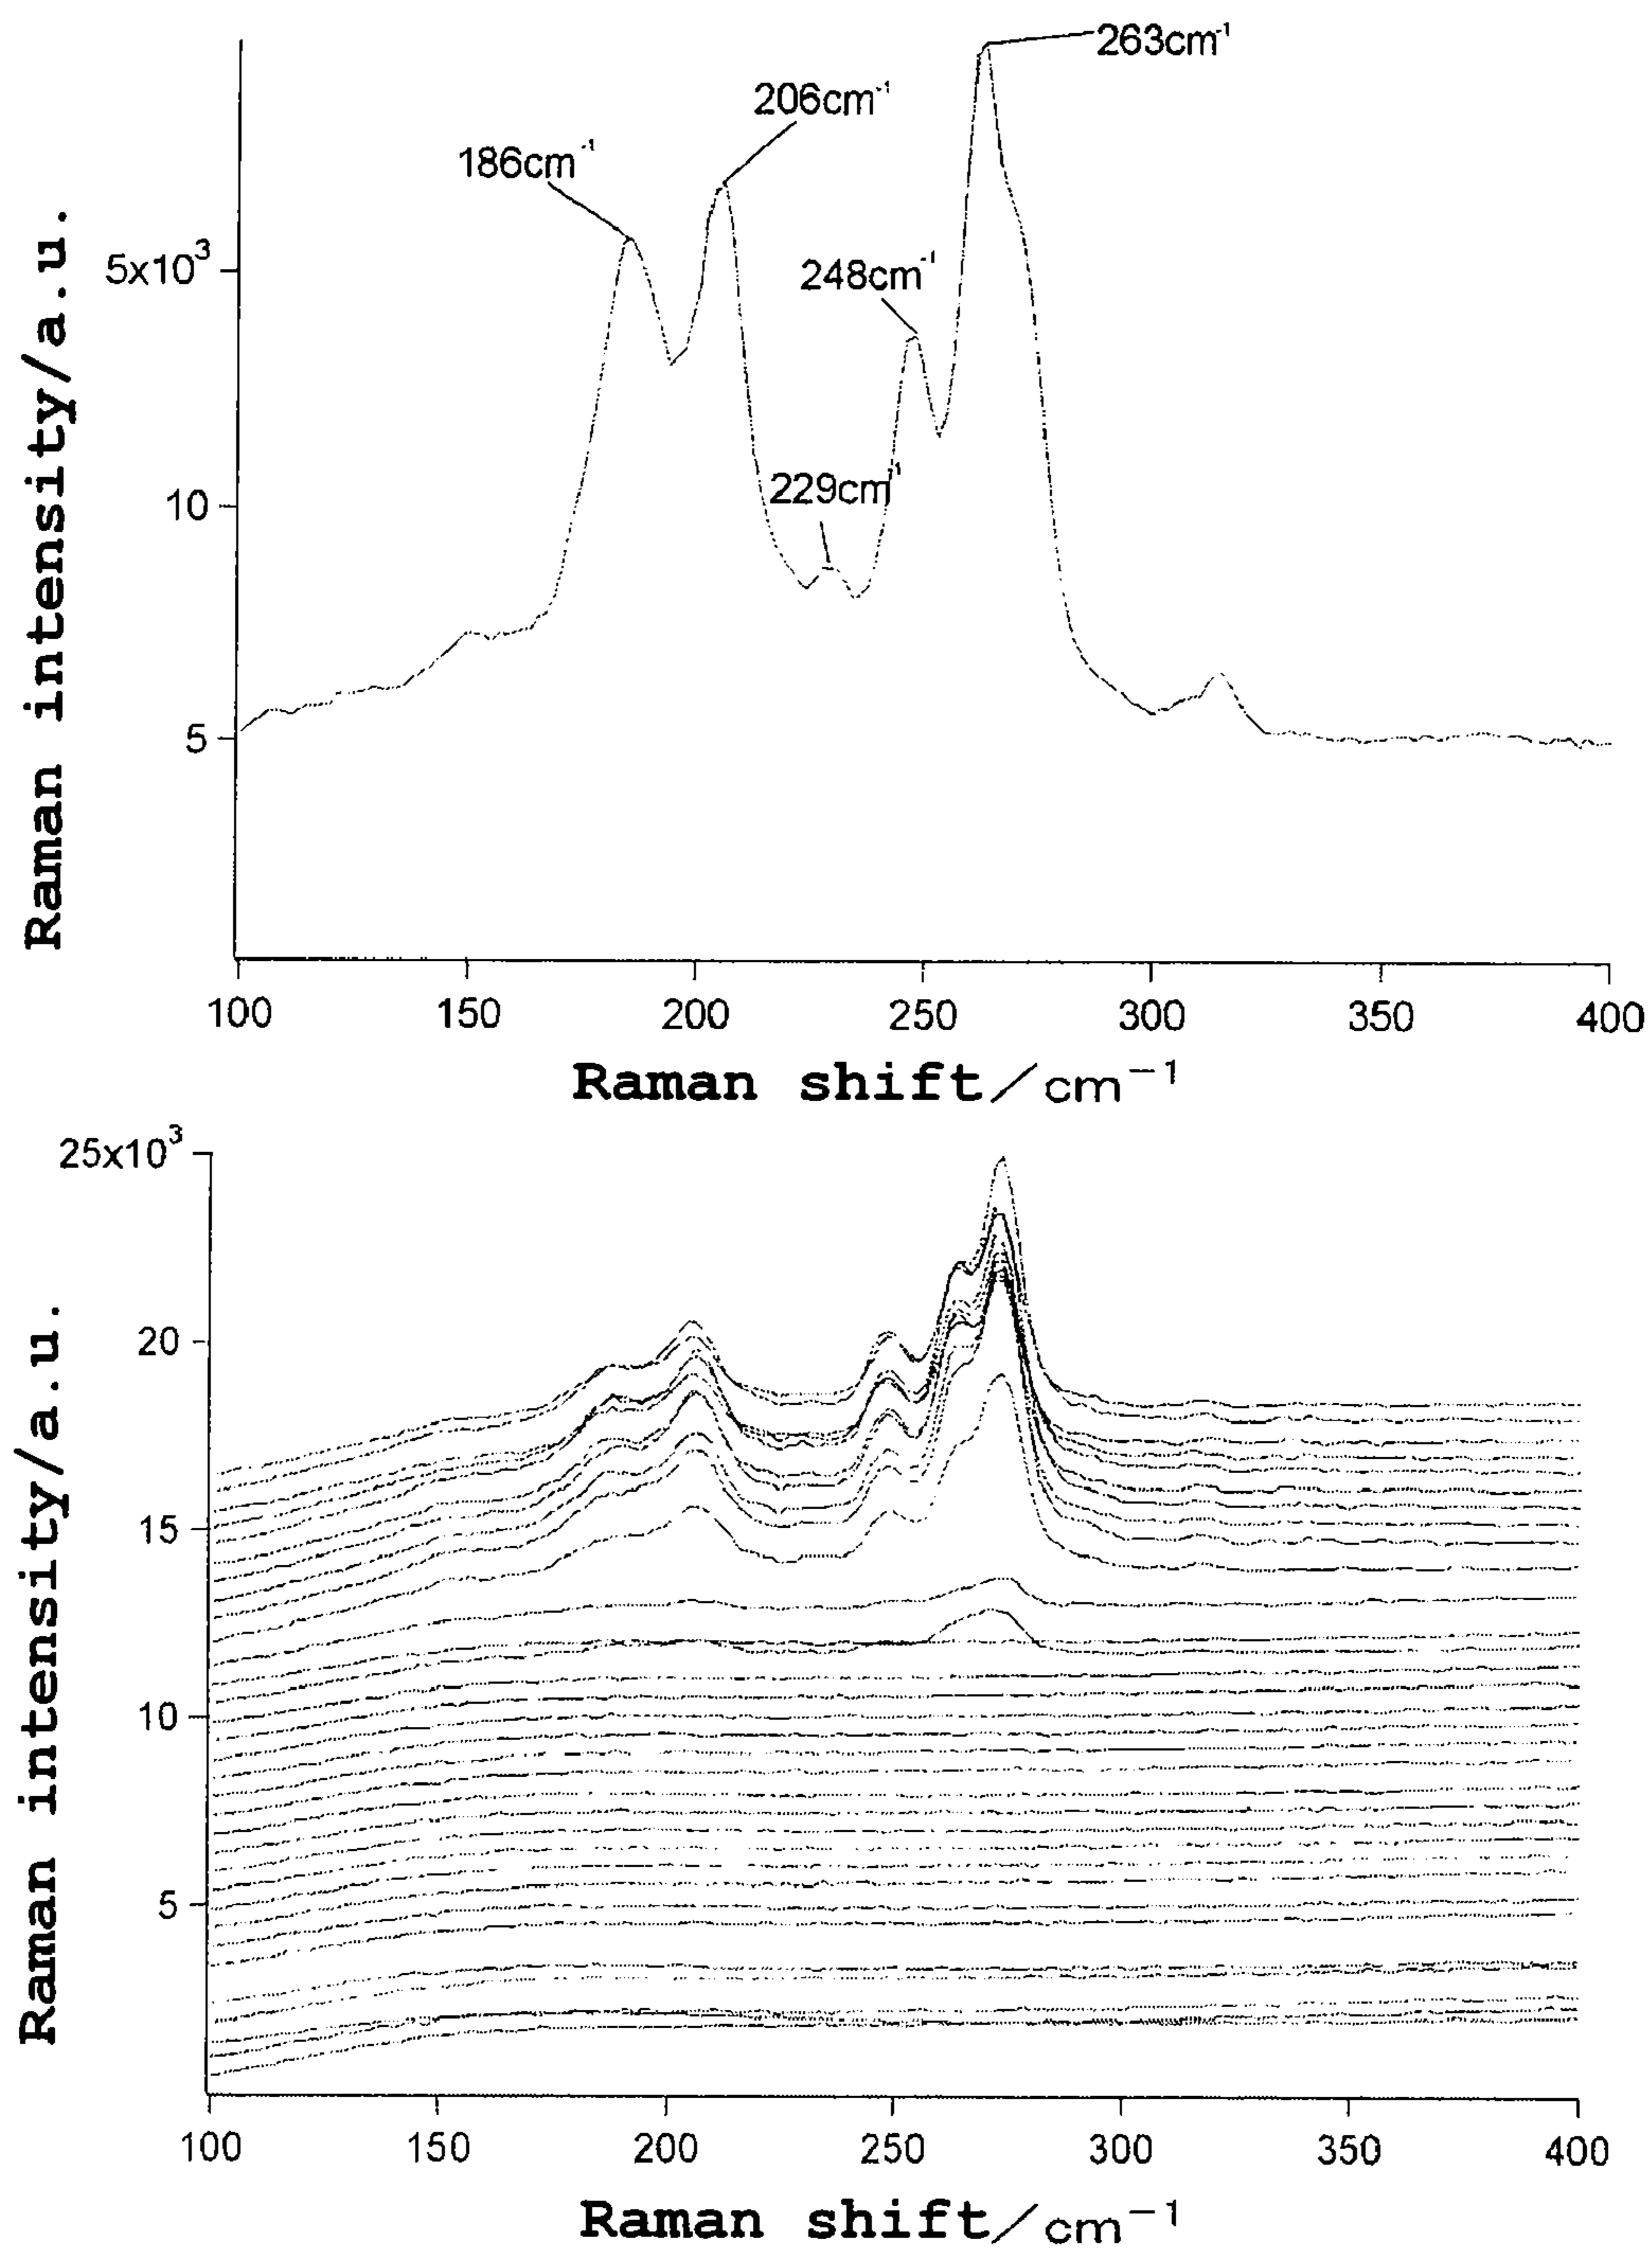 263cm⁻¹
206cm⁻¹
186cm⁻¹
5x10³
248cm⁻¹
10
229cm⁻¹
5
Raman intensity/a.u.
100 150 200 250 300 350 400
Raman shift/cm⁻¹
25x10³
20
15
10
5
Raman intensity/a.u.
100 150 200 250 300 350 400
Raman shift/cm⁻¹